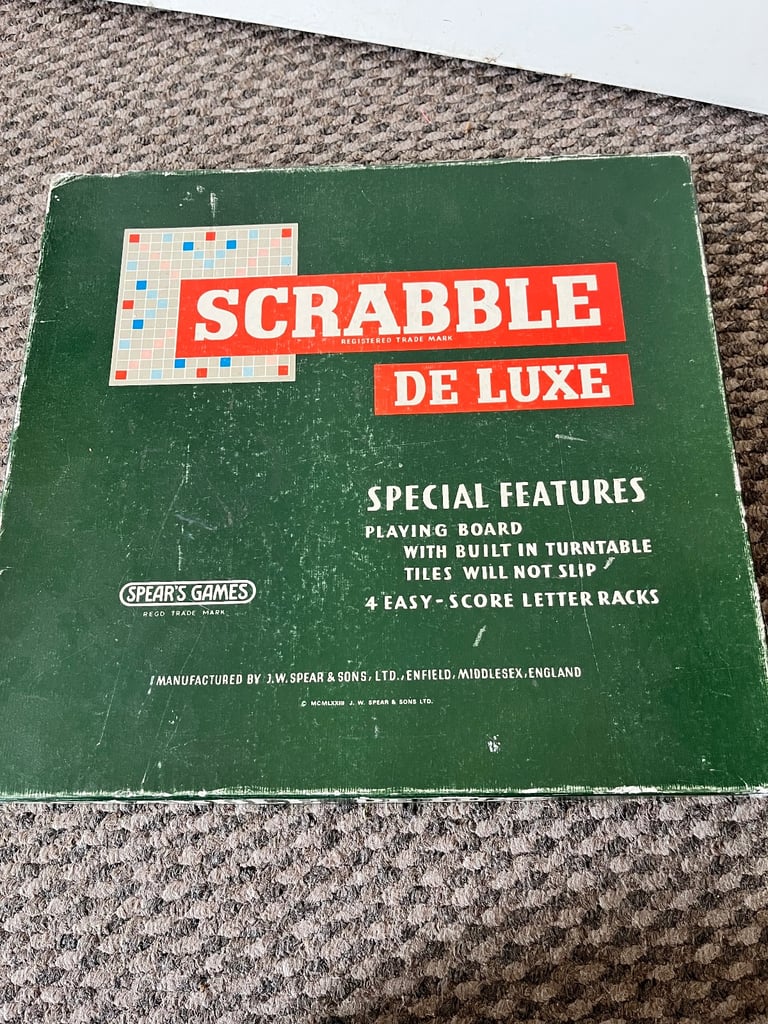 SCRABBLE
REGISTERED TRADE MARK
DE LUXE
SPECIAL FEATURES
PLAYING BOARD
WITH BUILT IN TURNTABLE
TILES WILL NOT SLIP
4 EASY-SCORE LETTER RACKS
SPEAR'S GAMES
REGD TRADE MARK
MANUFACTURED BY J.W. SPEAR & SONS, LTD., ENFIELD, MIDDLESEX, ENGLAND
© MCMLXXIII J. W. SPEAR & SONS LTD.